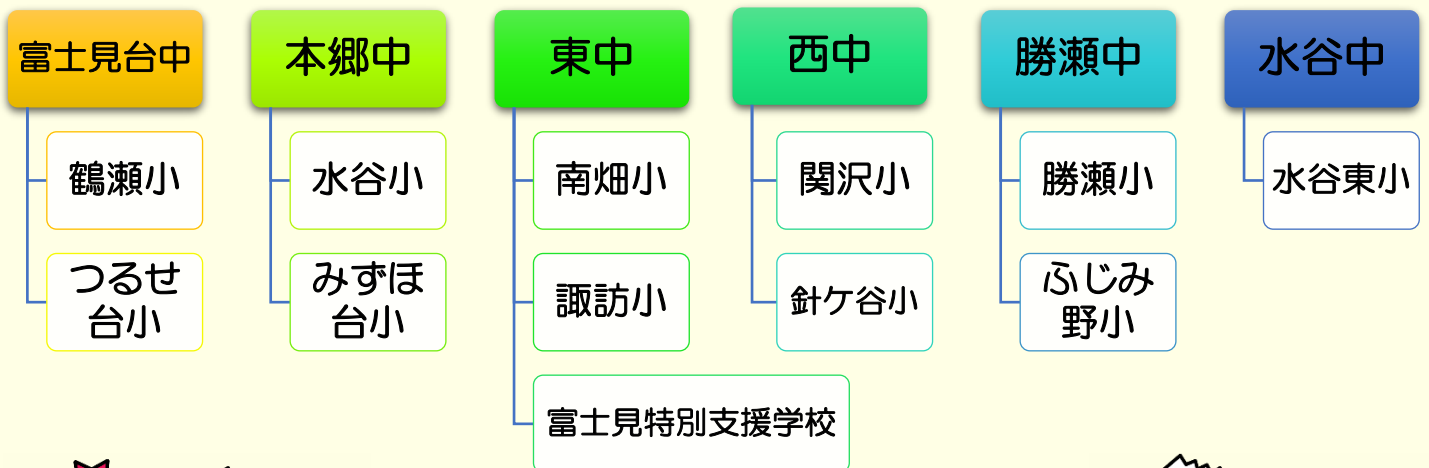 富士見台中
鶴瀬小
つるせ
台小
本郷中
水谷小
みずほ
台小
東中
南畑小
諏訪小
富士見特別支援学校
西中
関沢小
針ケ谷小
勝瀬中
勝瀬小
ふじみ
野小
水谷中
水谷東小